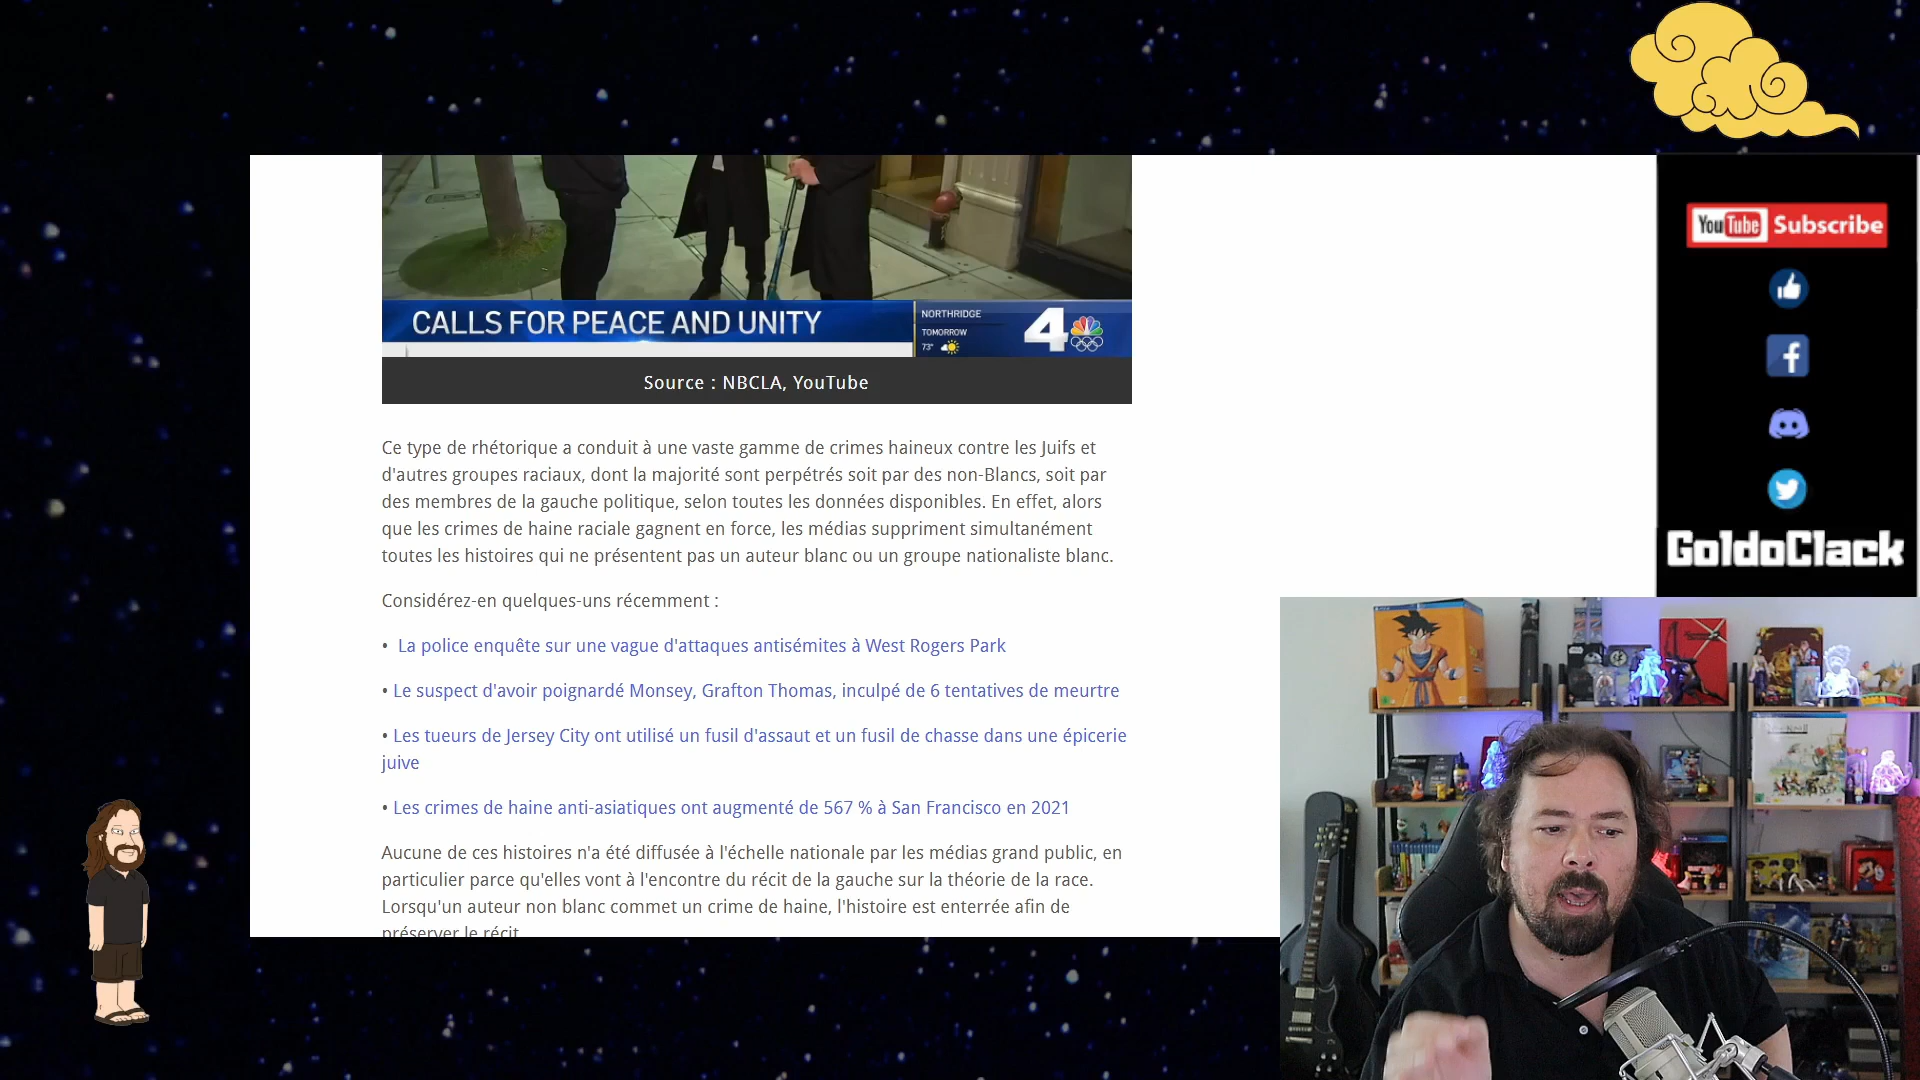 CALLS FOR PEACE AND UNITY
NORTHRIDGE
TOMORROW
73°
4
Source : NBCLA, YouTube
Ce type de rhétorique a conduit à une vaste gamme de crimes haineux contre les Juifs et
d'autres groupes raciaux, dont la majorité sont perpétrés soit par des non-Blancs, soit par
des membres de la gauche politique, selon toutes les données disponibles. En effet, alors
que les crimes de haine raciale gagnent en force, les médias suppriment simultanément
toutes les histoires qui ne présentent pas un auteur blanc ou un groupe nationaliste blanc.
Considérez-en quelques-uns récemment :
• La police enquête sur une vague d'attaques antisémites à West Rogers Park
• Le suspect d'avoir poignardé Monsey, Grafton Thomas, inculpé de 6 tentatives de meurtre
• Les tueurs de Jersey City ont utilisé un fusil d'assaut et un fusil de chasse dans une épicerie
juive
• Les crimes de haine anti-asiatiques ont augmenté de 567 % à San Francisco en 2021
Aucune de ces histoires n'a été diffusée à l'échelle nationale par les médias grand public, en
particulier parce qu'elles vont à l'encontre du récit de la gauche sur la théorie de la race.
Lorsqu'un auteur non blanc commet un crime de haine, l'histoire est enterrée afin de
préserver le récit
YouTube Subscribe
GoldoClack